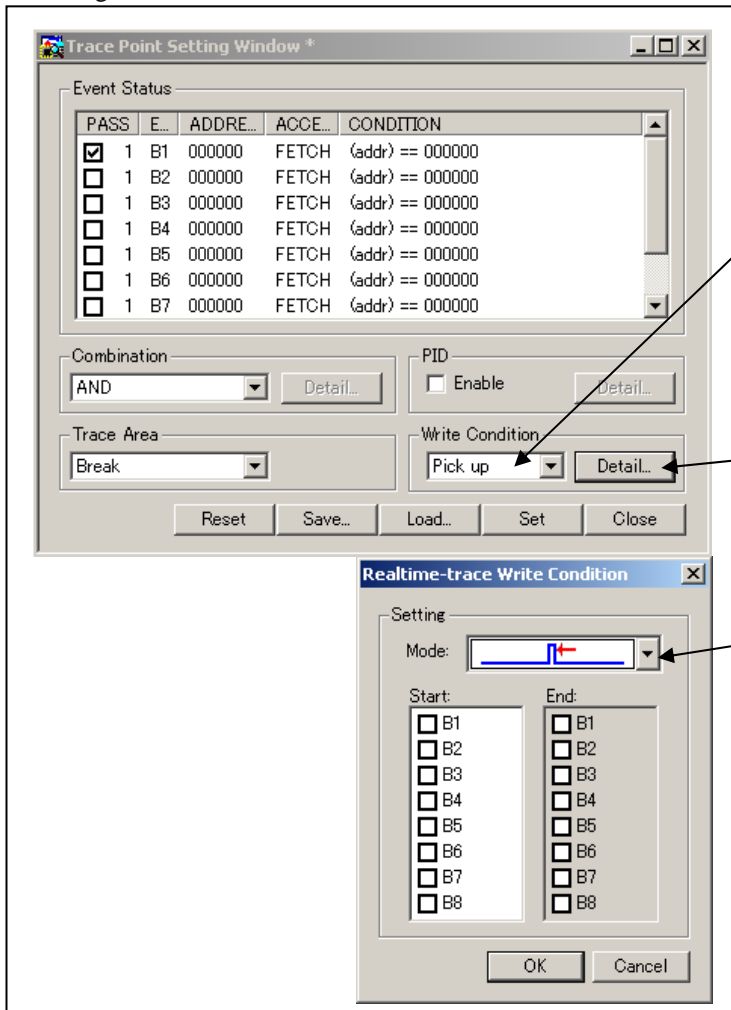 Trace Point Setting Window *
Event Status
PASS E... ADDRE... ACCE... CONDITION
1 B1 000000 FETCH (addr) == 000000
1 B2 000000 FETCH (addr) == 000000
1 B3 000000 FETCH (addr) == 000000
1 B4 000000 FETCH (addr) == 000000
1 B5 000000 FETCH (addr) == 000000
1 B6 000000 FETCH (addr) == 000000
1 B7 000000 FETCH (addr) == 000000
Combination
AND Detail...
PID
Enable Detail...
Trace Area
Break
Write Condition
Pick up Detail...
Reset Save... Load... Set Close
Realtime-trace Write Condition
Setting
Mode:
Start: End:
B1 B1
B2 B2
B3 B3
B4 B4
B5 B5
B6 B6
B7 B7
B8 B8
OK Cancel